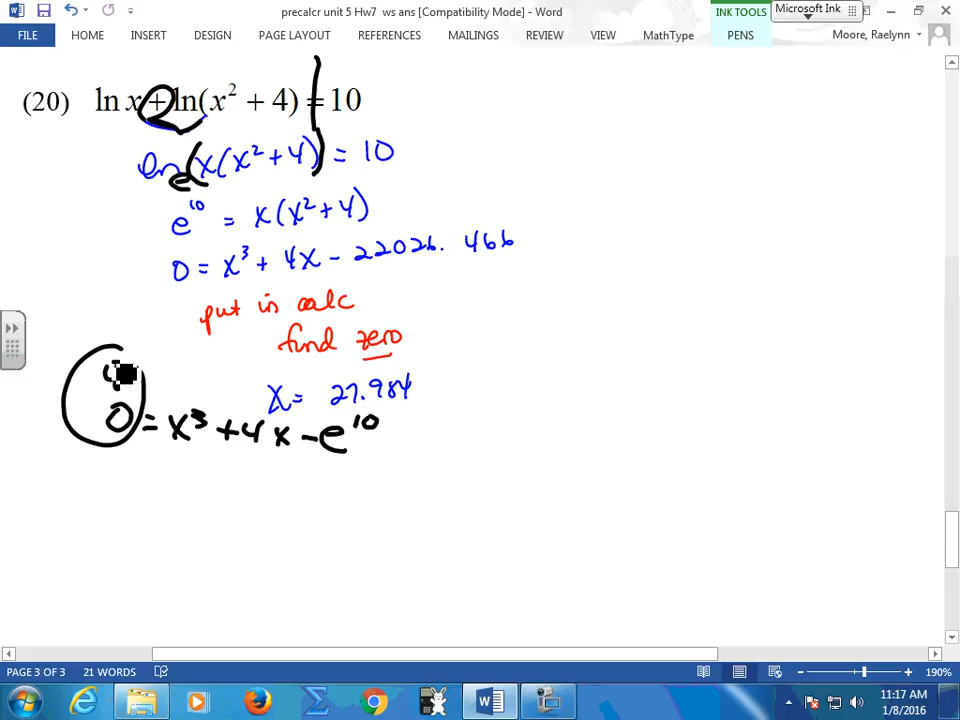 precalcr unit 5 Hw7 ws ans [Compatibility Mode] - Word
INK TOOLS
Microsoft Ink
FILE HOME INSERT DESIGN PAGE LAYOUT REFERENCES MAILINGS REVIEW VIEW MathType PENS Moore, Raelynn
(20) ln x + ln(x² + 4) = 10
ln(x(x²+4)) = 10
e
e¹⁰ = x(x²+4)
0 = x³ + 4x - 22026.466
put in calc
find zero
x = 27.984
0 = x³ + 4x - e¹⁰
PAGE 3 OF 3 21 WORDS 190%
11:17 AM
1/8/2016